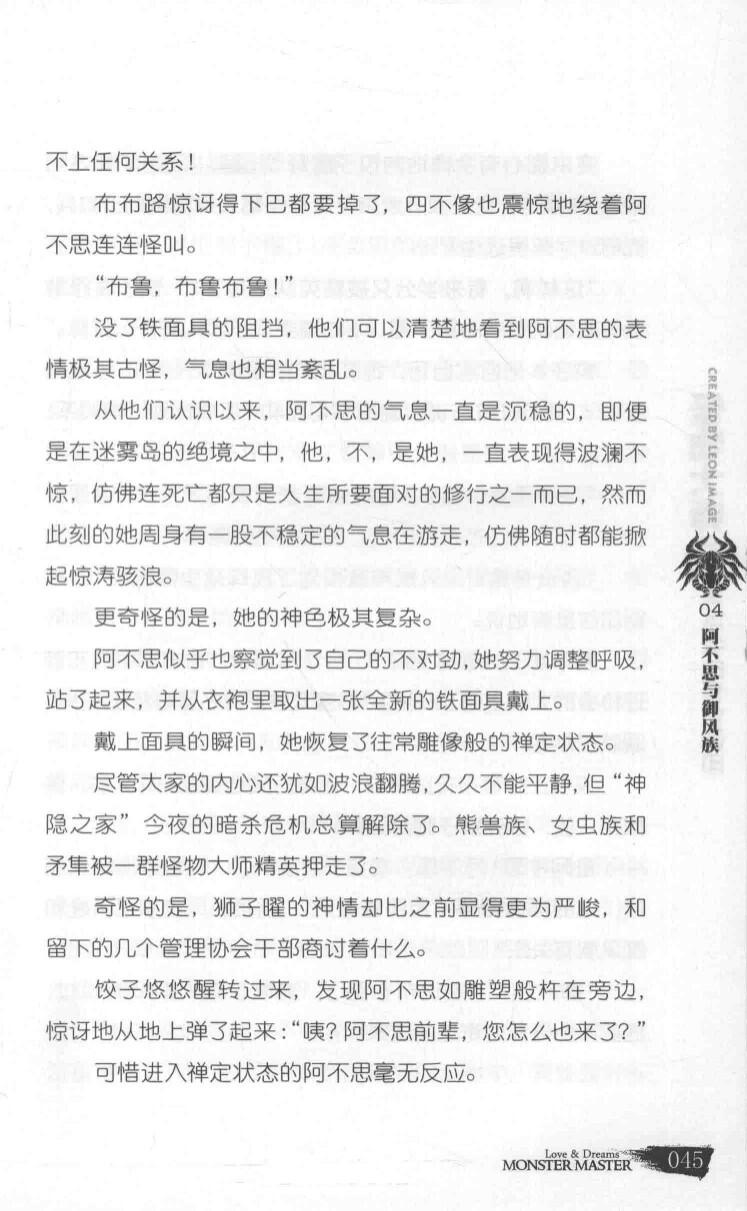 不上任何关系！
布布路惊讶得下巴都要掉了，四不像也震惊地绕着阿
不思连连怪叫。
“布鲁，布鲁布鲁！”
没了铁面具的阻挡，他们可以清楚地看到阿不思的表
情极其古怪，气息也相当紊乱。
从他们认识以来，阿不思的气息一直是沉稳的，即便
是在迷雾岛的绝境之中，他，不，是她，一直表现得波澜不
惊，仿佛连死亡都只是人生所要面对的修行之一而已，然而
此刻的她周身有一股不稳定的气息在游走，仿佛随时都能掀
起惊涛骇浪。
更奇怪的是，她的神色极其复杂。
阿不思似乎也察觉到了自己的不对劲，她努力调整呼吸，
站了起来，并从衣袍里取出一张全新的铁面具戴上。
戴上面具的瞬间，她恢复了往常雕像般的禅定状态。
尽管大家的内心还犹如波浪翻腾，久久不能平静，但“神
隐之家”今夜的暗杀危机总算解除了。熊兽族、女虫族和
矛隼被一群怪物大师精英押走了。
奇怪的是，狮子曜的神情却比之前显得更为严峻，和
留下的几个管理协会干部商讨着什么。
饺子悠悠醒转过来，发现阿不思如雕塑般杵在旁边，
惊讶地从地上弹了起来：“咦？阿不思前辈，您怎么也来了？”
可惜进入禅定状态的阿不思毫无反应。
CREATED BY LEON IMAGE
04
阿不思与御风族
Love & Dreams
MONSTER MASTER
045